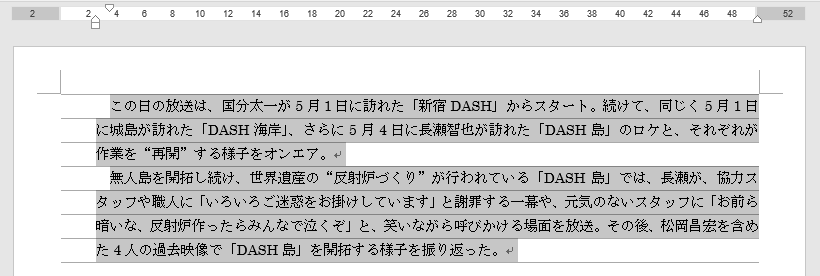 2 2 4 6 8 10 12 14 16 18 20 22 24 26 28 30 32 34 36 38 40 42 44 46 48 52
この日の放送は、国分太一が 5 月 1 日に訪れた「新宿 DASH」からスタート。続けて、同じく 5 月 1 日
に城島が訪れた「DASH 海岸」、さらに 5 月 4 日に長瀬智也が訪れた「DASH 島」のロケと、それぞれが
作業を“再開”する様子をオンエア。
無人島を開拓し続け、世界遺産の“反射炉づくり”が行われている「DASH 島」では、長瀬が、協力ス
タッフや職人に「いろいろご迷惑をお掛けしています」と謝罪する一幕や、元気のないスタッフに「お前ら
暗いな、反射炉作ったらみんなで泣くぞ」と、笑いながら呼びかける場面を放送。その後、松岡昌宏を含め
た 4 人の過去映像で「DASH 島」を開拓する様子を振り返った。